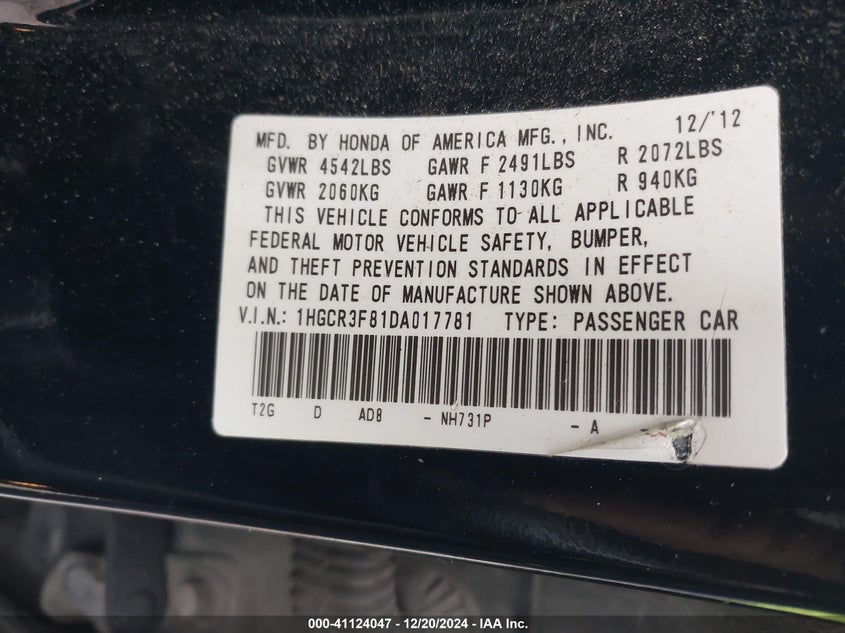 MFD. BY HONDA OF AMERICA MFG., INC. 12/'12
GVWR 4542LBS GAWR F 2491LBS R 2072LBS
GVWR 2060KG GAWR F 1130KG R 940KG
THIS VEHICLE CONFORMS TO ALL APPLICABLE
FEDERAL MOTOR VEHICLE SAFETY, BUMPER,
AND THEFT PREVENTION STANDARDS IN EFFECT
ON THE DATE OF MANUFACTURE SHOWN ABOVE.
V.I.N.: 1HGCR3F81DA017781 TYPE: PASSENGER CAR
T2G D AD8 - NH731P - A -
000-41124047 - 12/20/2024 - IAA Inc.